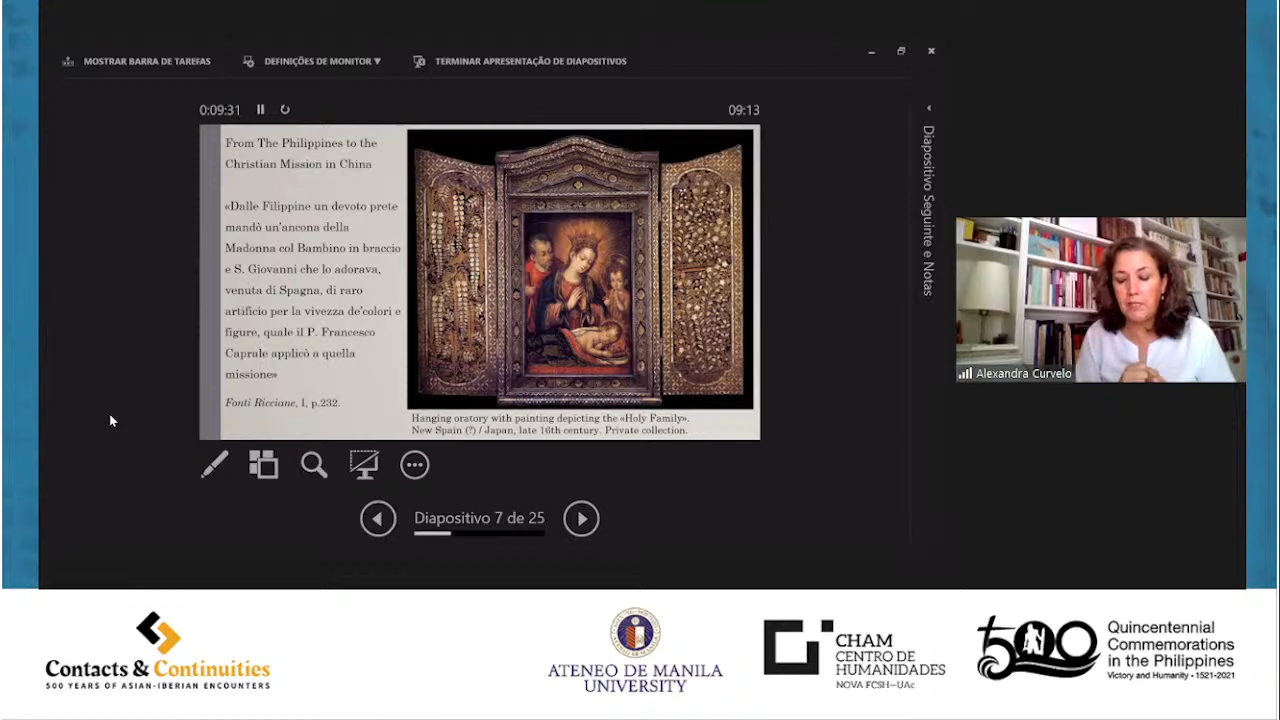 MOSTRAR BARRA DE TAREFAS
DEFINIÇÕES DE MONITOR ▼
TERMINAR APRESENTAÇÃO DE DIAPOSITIVOS
0:09:31
09:13
From The Philippines to the
Christian Mission in China
«Dalle Filippine un devoto prete
mandò un'ancona della
Madonna col Bambino in braccio
e S. Giovanni che lo adorava,
venuta di Spagna, di raro
artificio per la vivezza de'colori e
figure, quale il P. Francesco
Caprale applicò a quella
missione»
Fonti Ricciane, I, p.232.
Hanging oratory with painting depicting the «Holy Family».
New Spain (?) / Japan, late 16th century. Private collection.
Diapositivo Seguinte e Notas
Alexandra Curvelo
Diapositivo 7 de 25
Contacts & Continuities
500 YEARS OF ASIAN-IBERIAN ENCOUNTERS
ATENEO DE MANILA
UNIVERSITY
CHAM
CENTRO DE
HUMANIDADES
NOVA FCSH—UAc
500
Quincentennial
Commemorations
in the Philippines
Victory and Humanity • 1521-2021